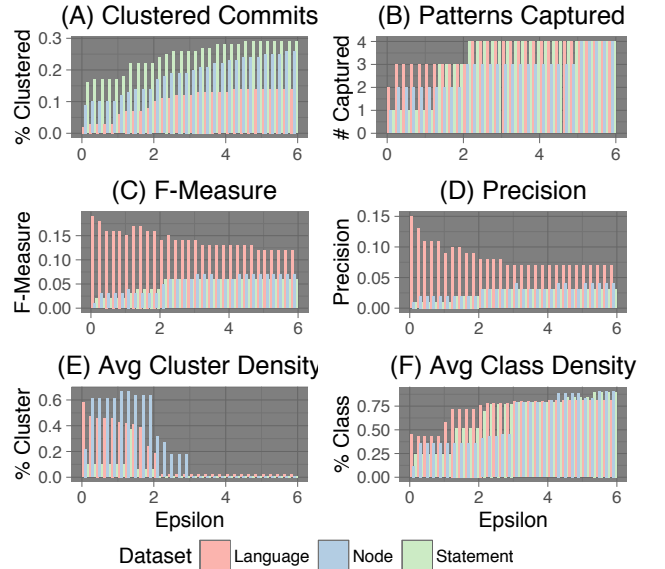 (A) Clustered Commits
% Clustered
0.3
0.2
0.1
0.0
0 2 4 6
(B) Patterns Captured
# Captured
4
3
2
1
0
0 2 4 6
(C) F-Measure
F-Measure
0.15
0.10
0.05
0.00
0 2 4 6
(D) Precision
Precision
0.15
0.10
0.05
0.00
0 2 4 6
(E) Avg Cluster Density
% Cluster
0.6
0.4
0.2
0.0
0 2 4 6
Epsilon
(F) Avg Class Density
% Class
0.75
0.50
0.25
0.00
0 2 4 6
Epsilon
Dataset Language Node Statement